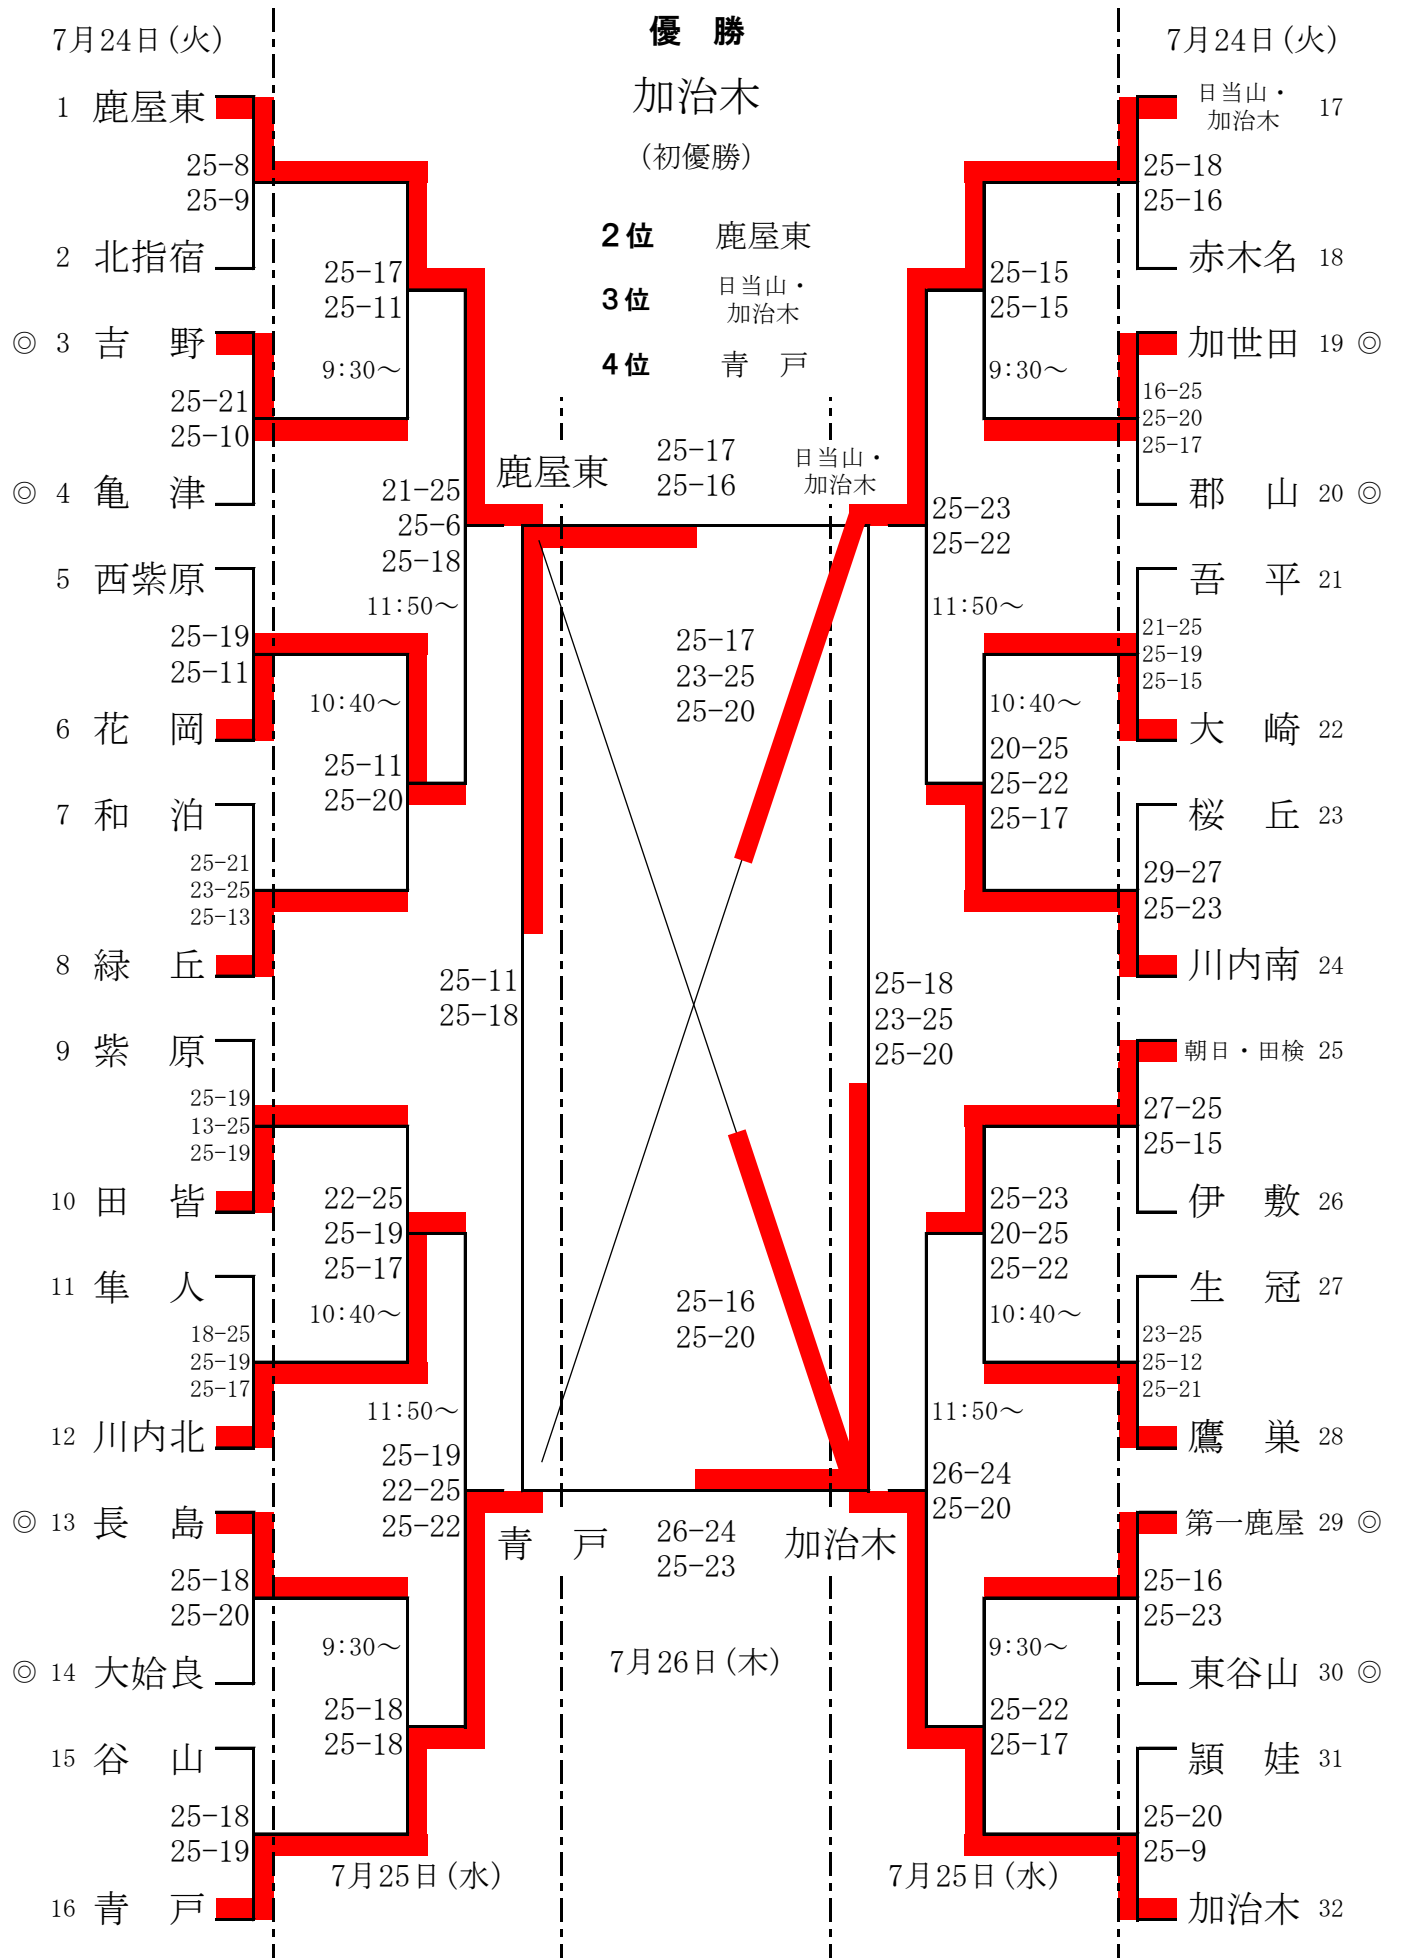 7月24日(火)
優　勝
7月24日(火)
加治木
(初優勝)
2位　鹿屋東
3位　日当山・
加治木
4位　青　戸
1 鹿屋東
25-8
25-9
2 北指宿
25-17
25-11
9:30～
◎ 3 吉　野
25-21
25-10
◎ 4 亀　津
21-25
25-6
25-18
11:50～
5 西紫原
25-19
25-11
6 花　岡
10:40～
25-11
25-20
7 和　泊
25-21
23-25
25-13
8 緑　丘
9 紫　原
25-19
13-25
25-19
10 田　皆
22-25
25-19
25-17
10:40～
11 隼　人
18-25
25-19
25-17
12 川内北
11:50～
25-19
22-25
25-22
◎ 13 長　島
25-18
25-20
◎ 14 大姶良
9:30～
25-18
25-18
15 谷　山
25-18
25-19
16 青　戸
7月25日(水)
鹿屋東
25-17
25-16
日当山・
加治木
25-17
23-25
25-20
25-11
25-18
25-18
23-25
25-20
25-16
25-20
青　戸
26-24
25-23
加治木
7月26日(木)
日当山・
加治木 17
25-18
25-16
赤木名 18
25-15
25-15
9:30～
加世田 19 ◎
16-25
25-20
25-17
郡　山 20 ◎
25-23
25-22
11:50～
吾　平 21
21-25
25-19
25-15
大　崎 22
10:40～
20-25
25-22
25-17
桜　丘 23
29-27
25-23
川内南 24
朝日・田検 25
27-25
25-15
伊　敷 26
25-23
20-25
25-22
10:40～
生　冠 27
23-25
25-12
25-21
鷹　巣 28
11:50～
26-24
25-20
第一鹿屋 29 ◎
25-16
25-23
東谷山 30 ◎
9:30～
25-22
25-17
頴　娃 31
25-20
25-9
加治木 32
7月25日(水)